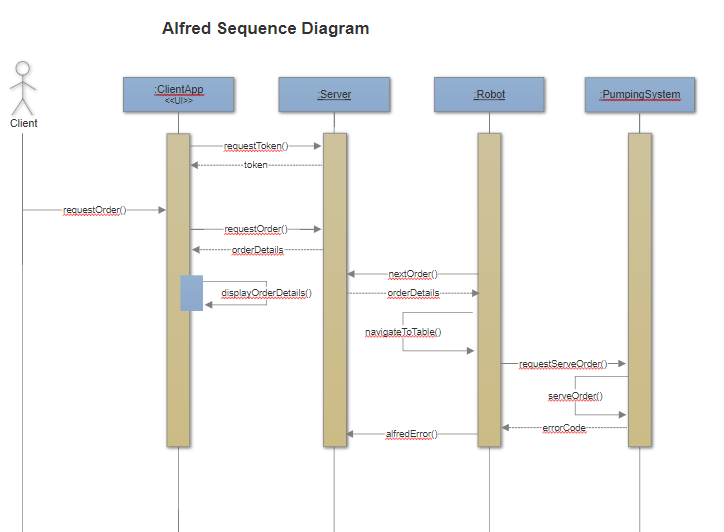 Alfred Sequence Diagram
:ClientApp
<<UI>>
:Server
:Robot
:PumpingSystem
Client
requestToken()
token
requestOrder()
requestOrder()
orderDetails
nextOrder()
displayOrderDetails()
orderDetails
navigateToTable()
requestServeOrder()
serveOrder()
errorCode
alfredError()